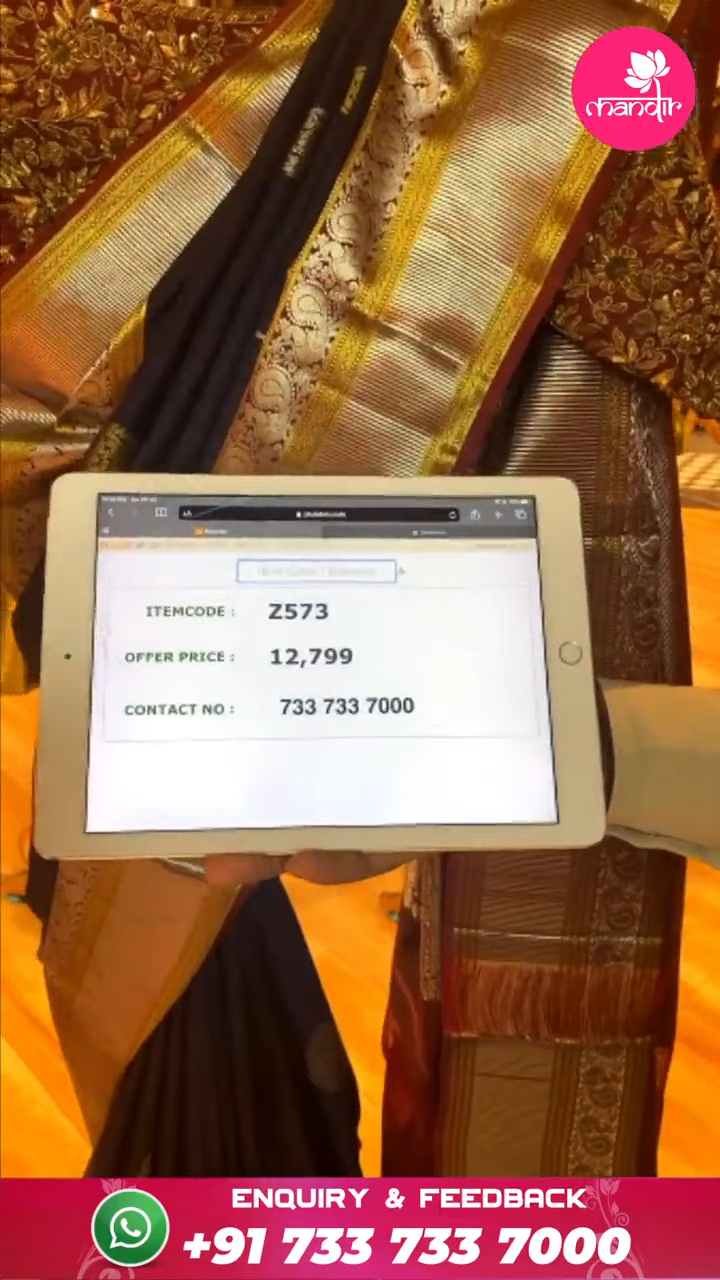 mandir
ITEMCODE : Z573
OFFER PRICE : 12,799
CONTACT NO : 733 733 7000
ENQUIRY & FEEDBACK
+91 733 733 7000